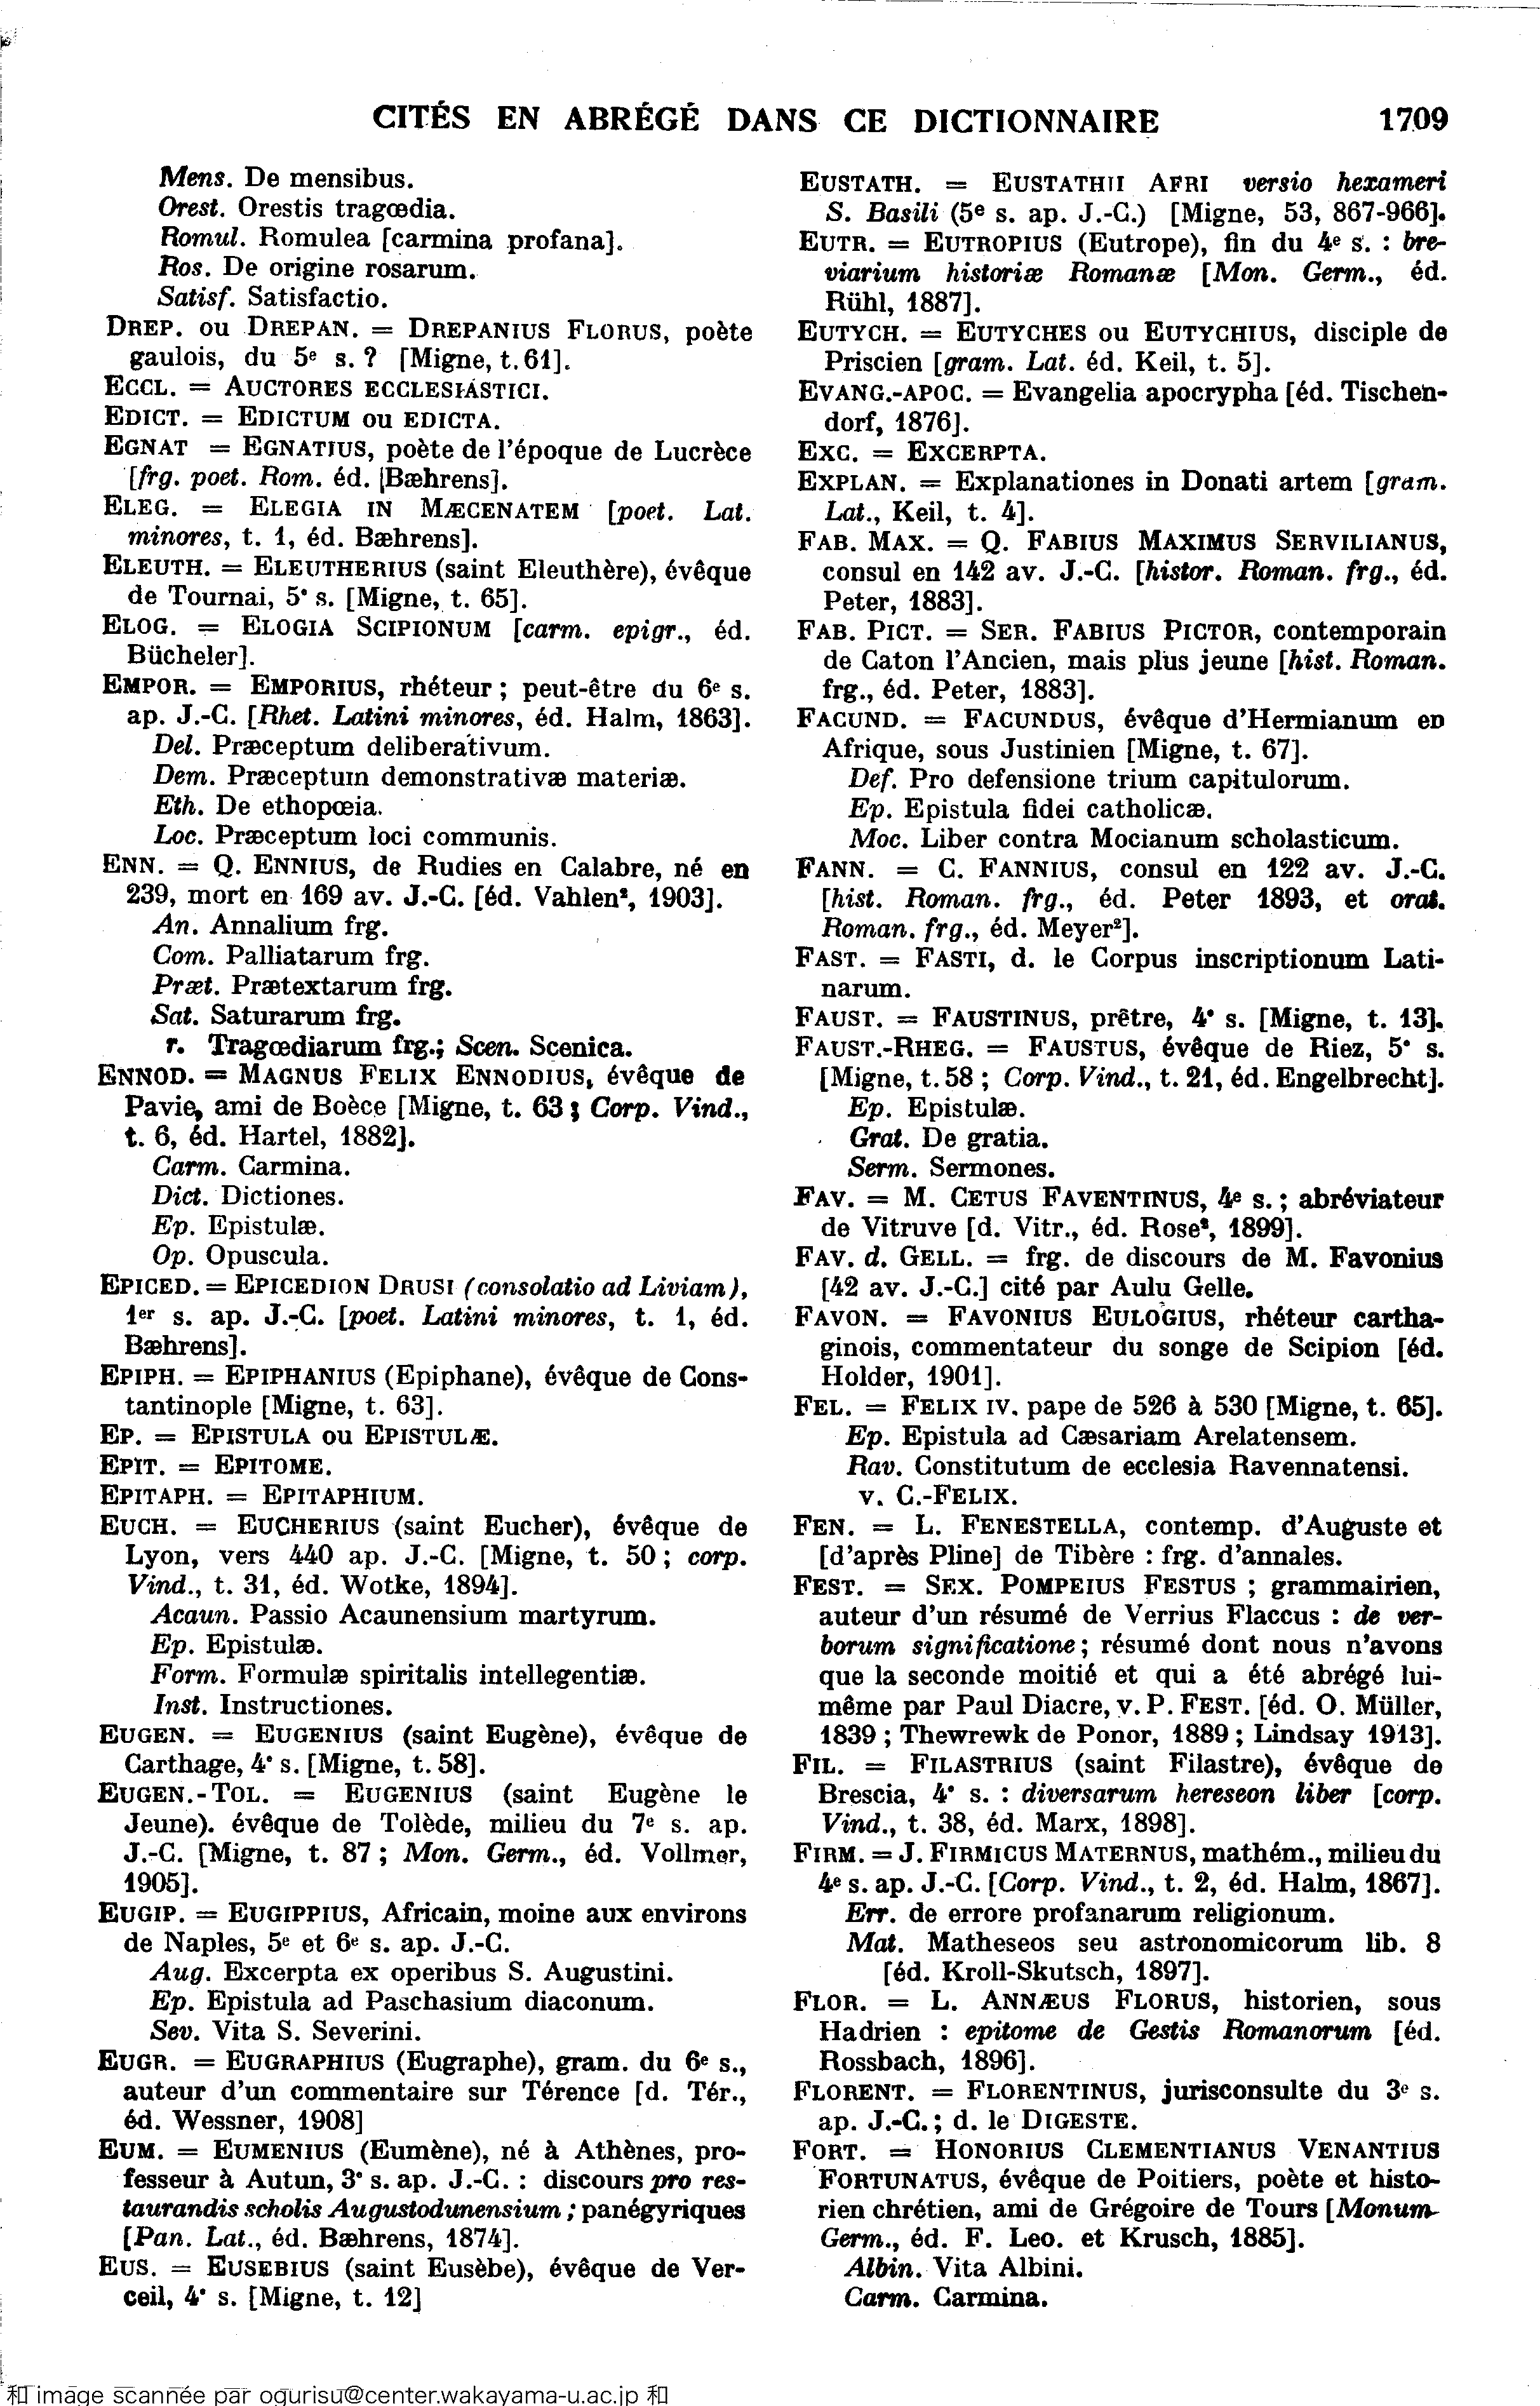 CITÉS EN ABRÉGÉ DANS CE DICTIONNAIRE 1709
Mens. De mensibus.
Orest. Orestis tragœdia.
Romul. Romulea [carmina profana].
Ros. De origine rosarum.
Satisf. Satisfactio.
DREP. ou DREPAN. = DREPANIUS FLORUS, poète
gaulois, du 5e s. ? [Migne, t. 61].
ECCL. = AUCTORES ECCLESIASTICI.
EDICT. = EDICTUM OU EDICTA.
EGNAT = EGNATIUS, poète de l'époque de Lucrèce
[frg. poet. Rom. éd. [Bæhrens].
ELEG. = ELEGIA IN MÆCENATEM [poet. Lat.
minores, t. 1, éd. Bæhrens].
ELEUTH. = ELEUTHERIUS (saint Eleuthère), évêque
de Tournai, 5e s. [Migne, t. 65].
ELOG. = ELOGIA SCIPIONUM [carm. epigr., éd.
Bücheler].
EMPOR. = EMPORIUS, rhéteur ; peut-être du 6e s.
ap. J.-C. [Rhet. Latini minores, éd. Halm, 1863].
Del. Præceptum deliberativum.
Dem. Præceptum demonstrativæ materiæ.
Eth. De ethopœia.
Loc. Præceptum loci communis.
ENN. = Q. ENNIUS, de Rudies en Calabre, né en
239, mort en 169 av. J.-C. [éd. Vahlen², 1903].
An. Annalium frg.
Com. Palliatarum frg.
Præt. Prætextarum frg.
Sat. Saturarum frg.
r. Tragœdiarum frg.; Scen. Scenica.
ENNOD. = MAGNUS FELIX ENNODIUS, évêque de
Pavie, ami de Boèce [Migne, t. 63 ; Corp. Vind.,
t. 6, éd. Hartel, 1882].
Carm. Carmina.
Dict. Dictiones.
Ep. Epistulæ.
Op. Opuscula.
EPICED. = EPICEDION DRUSI (consolatio ad Liviam),
1er s. ap. J.-C. [poet. Latini minores, t. 1, éd.
Bæhrens].
EPIPH. = EPIPHANIUS (Epiphane), évêque de Cons-
tantinople [Migne, t. 63].
EP. = EPISTULA OU EPISTULÆ.
EPIT. = EPITOME.
EPITAPH. = EPITAPHIUM.
EUCH. = EUCHERIUS (saint Eucher), évêque de
Lyon, vers 440 ap. J.-C. [Migne, t. 50 ; corp.
Vind., t. 31, éd. Wotke, 1894].
Acaun. Passio Acaunensium martyrum.
Ep. Epistulæ.
Form. Formulæ spiritalis intellegentiæ.
Inst. Instructiones.
EUGEN. = EUGENIUS (saint Eugène), évêque de
Carthage, 4e s. [Migne, t. 58].
EUGEN.-TOL. = EUGENIUS (saint Eugène le
Jeune). évêque de Tolède, milieu du 7e s. ap.
J.-C. [Migne, t. 87 ; Mon. Germ., éd. Vollmer,
1905].
EUGIP. = EUGIPPIUS, Africain, moine aux environs
de Naples, 5e et 6e s. ap. J.-C.
Aug. Excerpta ex operibus S. Augustini.
Ep. Epistula ad Paschasium diaconum.
Sev. Vita S. Severini.
EUGR. = EUGRAPHIUS (Eugraphe), gram. du 6e s.,
auteur d'un commentaire sur Térence [d. Tér.,
éd. Wessner, 1908]
EUM. = EUMENIUS (Eumène), né à Athènes, pro-
fesseur à Autun, 3e s. ap. J.-C. : discours pro res-
taurandis scholis Augustodunensium ; panégyriques
[Pan. Lat., éd. Bæhrens, 1874].
EUS. = EUSEBIUS (saint Eusèbe), évêque de Ver-
ceil, 4e s. [Migne, t. 12]
EUSTATH. = EUSTATHII AFRI versio hexameri
S. Basili (5e s. ap. J.-C.) [Migne, 53, 867-966].
EUTR. = EUTROPIUS (Eutrope), fin du 4e s. : bre-
viarium historiæ Romanæ [Mon. Germ., éd.
Rühl, 1887].
EUTYCH. = EUTYCHES ou EUTYCHIUS, disciple de
Priscien [gram. Lat. éd. Keil, t. 5].
EVANG.-APOC. = Evangelia apocrypha [éd. Tischen-
dorf, 1876].
EXC. = EXCERPTA.
EXPLAN. = Explanationes in Donati artem [gram.
Lat., Keil, t. 4].
FAB. MAX. = Q. FABIUS MAXIMUS SERVILIANUS,
consul en 142 av. J.-C. [histor. Roman. frg., éd.
Peter, 1883].
FAB. PICT. = SER. FABIUS PICTOR, contemporain
de Caton l'Ancien, mais plus jeune [hist. Roman.
frg., éd. Peter, 1883].
FACUND. = FACUNDUS, évêque d'Hermianum en
Afrique, sous Justinien [Migne, t. 67].
Def. Pro defensione trium capitulorum.
Ep. Epistula fidei catholicæ.
Moc. Liber contra Mocianum scholasticum.
FANN. = C. FANNIUS, consul en 122 av. J.-C.
[hist. Roman. frg., éd. Peter 1893, et orat.
Roman. frg., éd. Meyer²].
FAST. = FASTI, d. le Corpus inscriptionum Lati-
narum.
FAUST. = FAUSTINUS, prêtre, 4e s. [Migne, t. 13].
FAUST.-RHEG. = FAUSTUS, évêque de Riez, 5e s.
[Migne, t. 58 ; Corp. Vind., t. 21, éd. Engelbrecht].
Ep. Epistulæ.
Grat. De gratia.
Serm. Sermones.
FAV. = M. CETUS FAVENTINUS, 4e s. ; abréviateur
de Vitruve [d. Vitr., éd. Rose², 1899].
FAV. d. GELL. = frg. de discours de M. Favonius
[42 av. J.-C.] cité par Aulu Gelle.
FAVON. = FAVONIUS EULOGIUS, rhéteur cartha-
ginois, commentateur du songe de Scipion [éd.
Holder, 1901].
FEL. = FELIX IV. pape de 526 à 530 [Migne, t. 65].
Ep. Epistula ad Cæsariam Arelatensem.
Rav. Constitutum de ecclesia Ravennatensi.
v. C.-FELIX.
FEN. = L. FENESTELLA, contemp. d'Auguste et
[d'après Pline] de Tibère : frg. d'annales.
FEST. = SEX. POMPEIUS FESTUS ; grammairien,
auteur d'un résumé de Verrius Flaccus : de ver-
borum significatione ; résumé dont nous n'avons
que la seconde moitié et qui a été abrégé lui-
même par Paul Diacre, v. P. FEST. [éd. O. Müller,
1839 ; Thewrewk de Ponor, 1889 ; Lindsay 1913].
FIL. = FILASTRIUS (saint Filastre), évêque de
Brescia, 4e s. : diversarum hereseon liber [corp.
Vind., t. 38, éd. Marx, 1898].
FIRM. = J. FIRMICUS MATERNUS, mathém., milieu du
4e s. ap. J.-C. [Corp. Vind., t. 2, éd. Halm, 1867].
Err. de errore profanarum religionum.
Mat. Matheseos seu astronomicorum lib. 8
[éd. Kroll-Skutsch, 1897].
FLOR. = L. ANNÆUS FLORUS, historien, sous
Hadrien : epitome de Gestis Romanorum [éd.
Rossbach, 1896].
FLORENT. = FLORENTINUS, jurisconsulte du 3e s.
ap. J.-C. ; d. le DIGESTE.
FORT. = HONORIUS CLEMENTIANUS VENANTIUS
FORTUNATUS, évêque de Poitiers, poète et histo-
rien chrétien, ami de Grégoire de Tours [Monum-
Germ., éd. F. Leo. et Krusch, 1885].
Albin. Vita Albini.
Carm. Carmina.
和 image scannée par ogurisu@center.wakayama-u.ac.jp 和